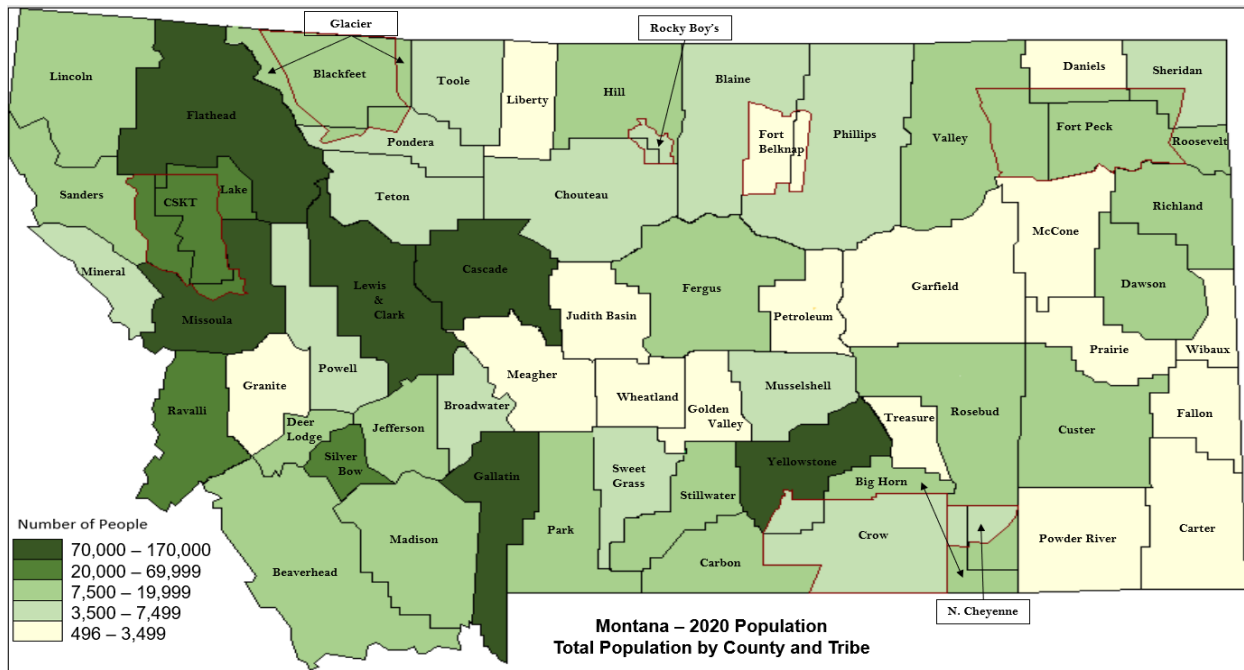 Glacier
Rocky Boy's
Lincoln
Blackfeet
Toole
Liberty
Hill
Blaine
Daniels
Sheridan
Flathead
Fort
Belknap
Phillips
Valley
Fort Peck
Roosevelt
Pondera
Sanders
Lake
CSKT
Teton
Chouteau
Richland
McCone
Mineral
Cascade
Lewis
&
Clark
Fergus
Garfield
Dawson
Missoula
Judith Basin
Petroleum
Prairie
Wibaux
Powell
Meagher
Granite
Musselshell
Ravalli
Broadwater
Wheatland
Golden
Valley
Treasure
Rosebud
Custer
Fallon
Deer
Lodge
Jefferson
Silver
Bow
Gallatin
Yellowstone
Sweet
Grass
Big Horn
Stillwater
Park
Madison
Crow
Powder River
Carter
Carbon
Beaverhead
N. Cheyenne
Number of People
70,000 – 170,000
20,000 – 69,999
7,500 – 19,999
3,500 – 7,499
496 – 3,499
Montana – 2020 Population
Total Population by County and Tribe